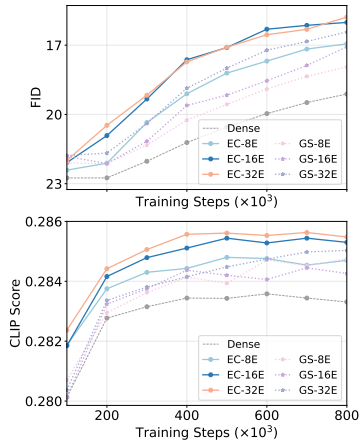 17
20
23
FID
Dense
EC-8E
EC-16E
EC-32E
GS-8E
GS-16E
GS-32E
Training Steps (×10³)
0.286
0.284
0.282
0.280
CLIP Score
Dense
EC-8E
EC-16E
EC-32E
GS-8E
GS-16E
GS-32E
200 400 600 800
Training Steps (×10³)